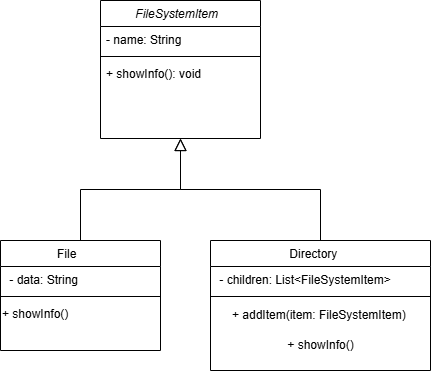 FileSystemItem
- name: String
+ showInfo(): void
File
- data: String
+ showInfo()
Directory
- children: List<FileSystemItem>
+ addItem(item: FileSystemItem)
+ showInfo()